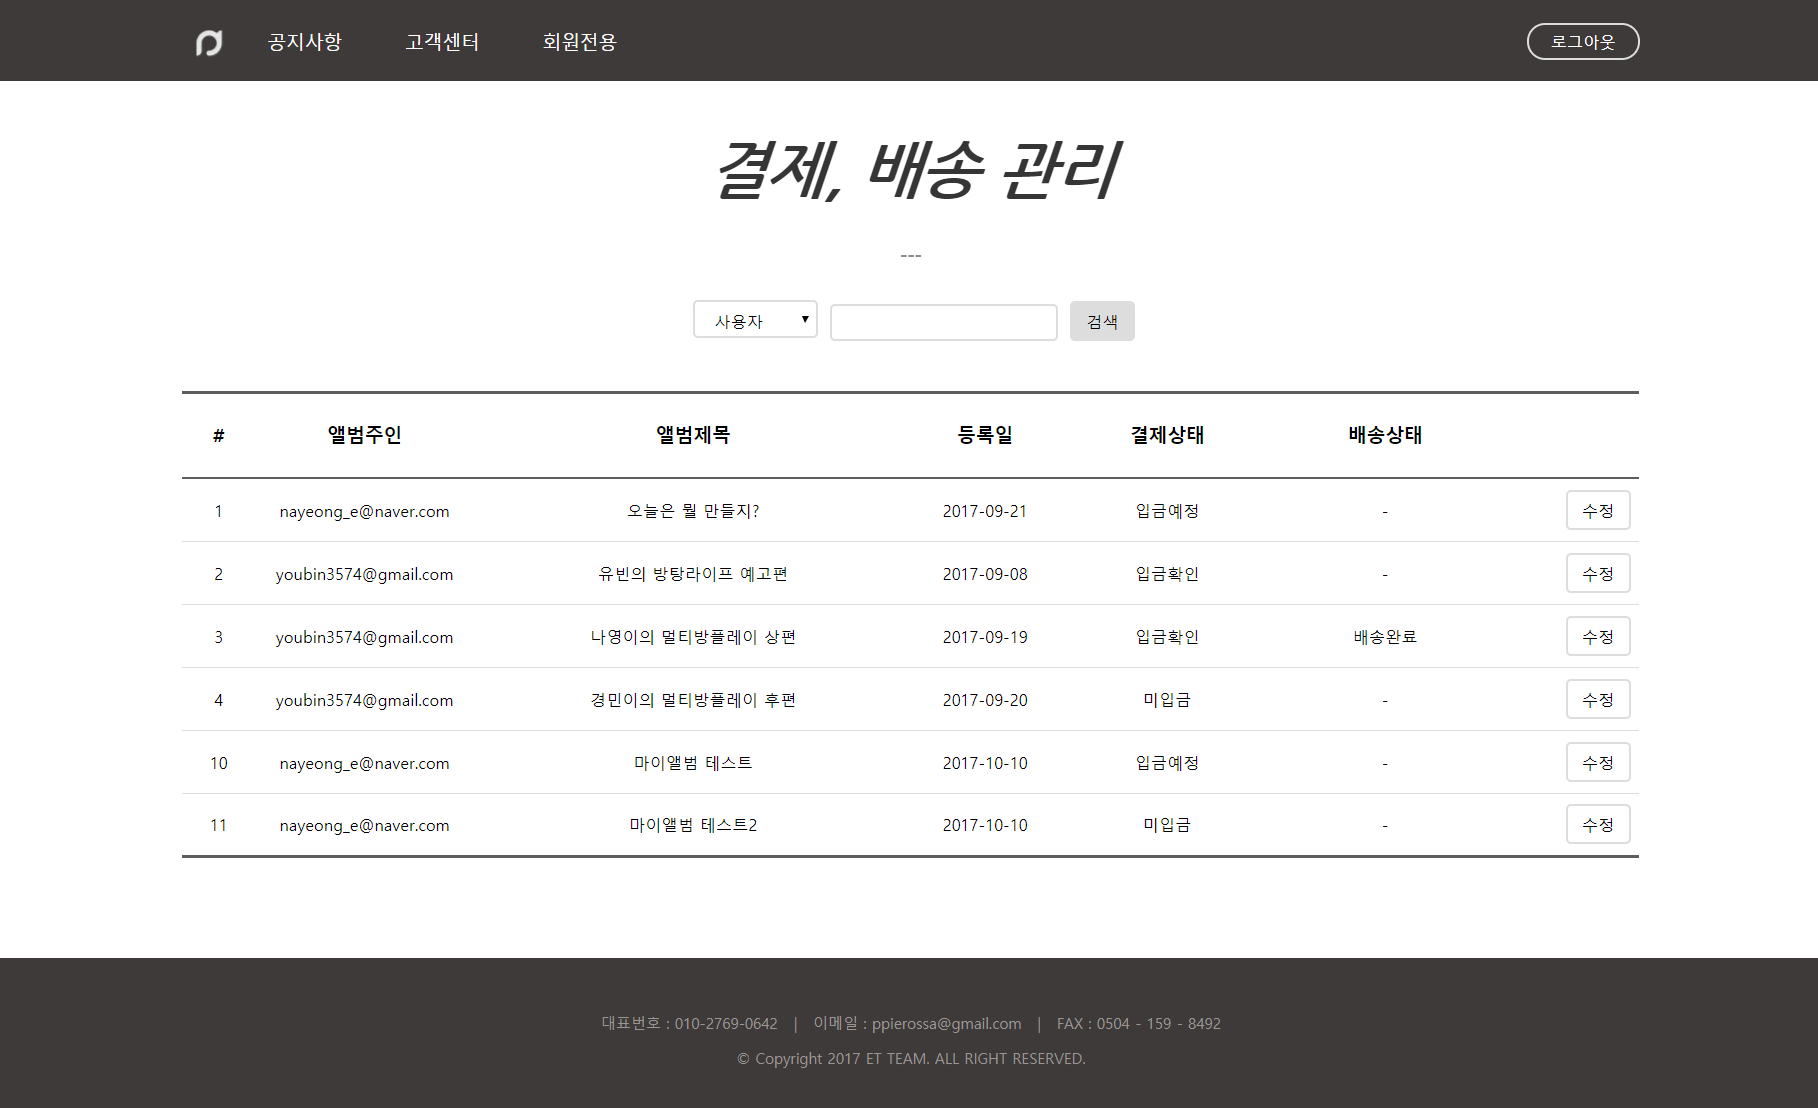 공지사항 고객센터 회원전용 로그아웃
결제, 배송 관리
---
사용자 검색
# 앨범주인 앨범제목 등록일 결제상태 배송상태
1 nayeong_e@naver.com 오늘은 뭘 만들지? 2017-09-21 입금예정 - 수정
2 youbin3574@gmail.com 유빈의 방탕라이프 예고편 2017-09-08 입금확인 - 수정
3 youbin3574@gmail.com 나영이의 멀티방플레이 상편 2017-09-19 입금확인 배송완료 수정
4 youbin3574@gmail.com 경민이의 멀티방플레이 후편 2017-09-20 미입금 - 수정
10 nayeong_e@naver.com 마이앨범 테스트 2017-10-10 입금예정 - 수정
11 nayeong_e@naver.com 마이앨범 테스트2 2017-10-10 미입금 - 수정
대표번호 : 010-2769-0642 | 이메일 : ppierossa@gmail.com | FAX : 0504 - 159 - 8492
© Copyright 2017 ET TEAM. ALL RIGHT RESERVED.